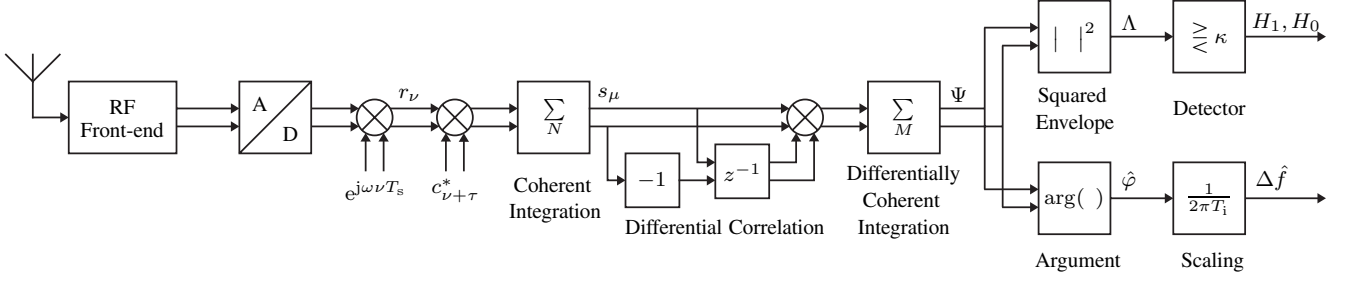 RF
Front-end
A
D
e^{jωνT_s}
r_ν
c^*_{ν+τ}
∑
N
Coherent
Integration
s_μ
−1
z^{−1}
Differential Correlation
∑
M
Differentially
Coherent
Integration
Ψ
| |^2
Squared
Envelope
Λ
≷ κ
Detector
H_1, H_0
arg( )
Argument
φ̂
1
2πT_i
Scaling
Δf̂